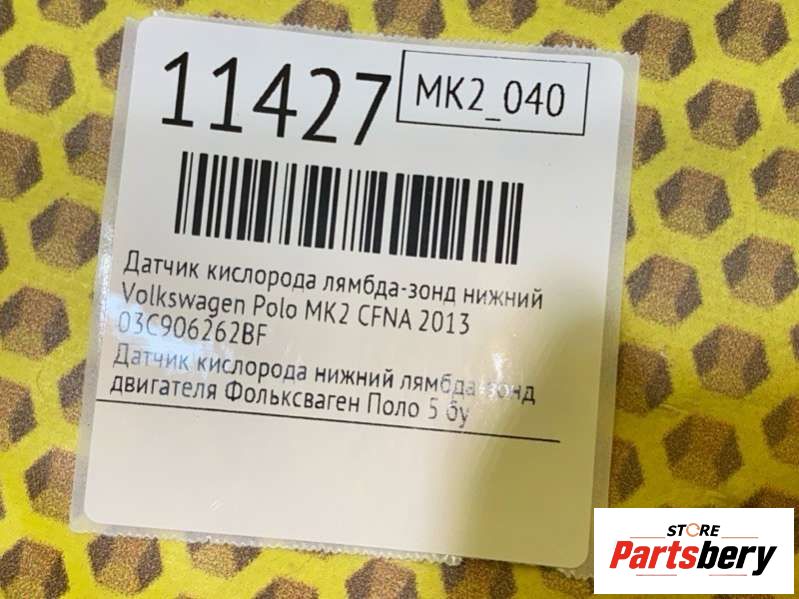 11427
MK2_040
Датчик кислорода лямбда-зонд нижний
Volkswagen Polo MK2 CFNA 2013
03C906262BF
Датчик кислорода нижний лямбда-зонд
двигателя Фольксваген Поло 5 бу
STORE
Partsbery